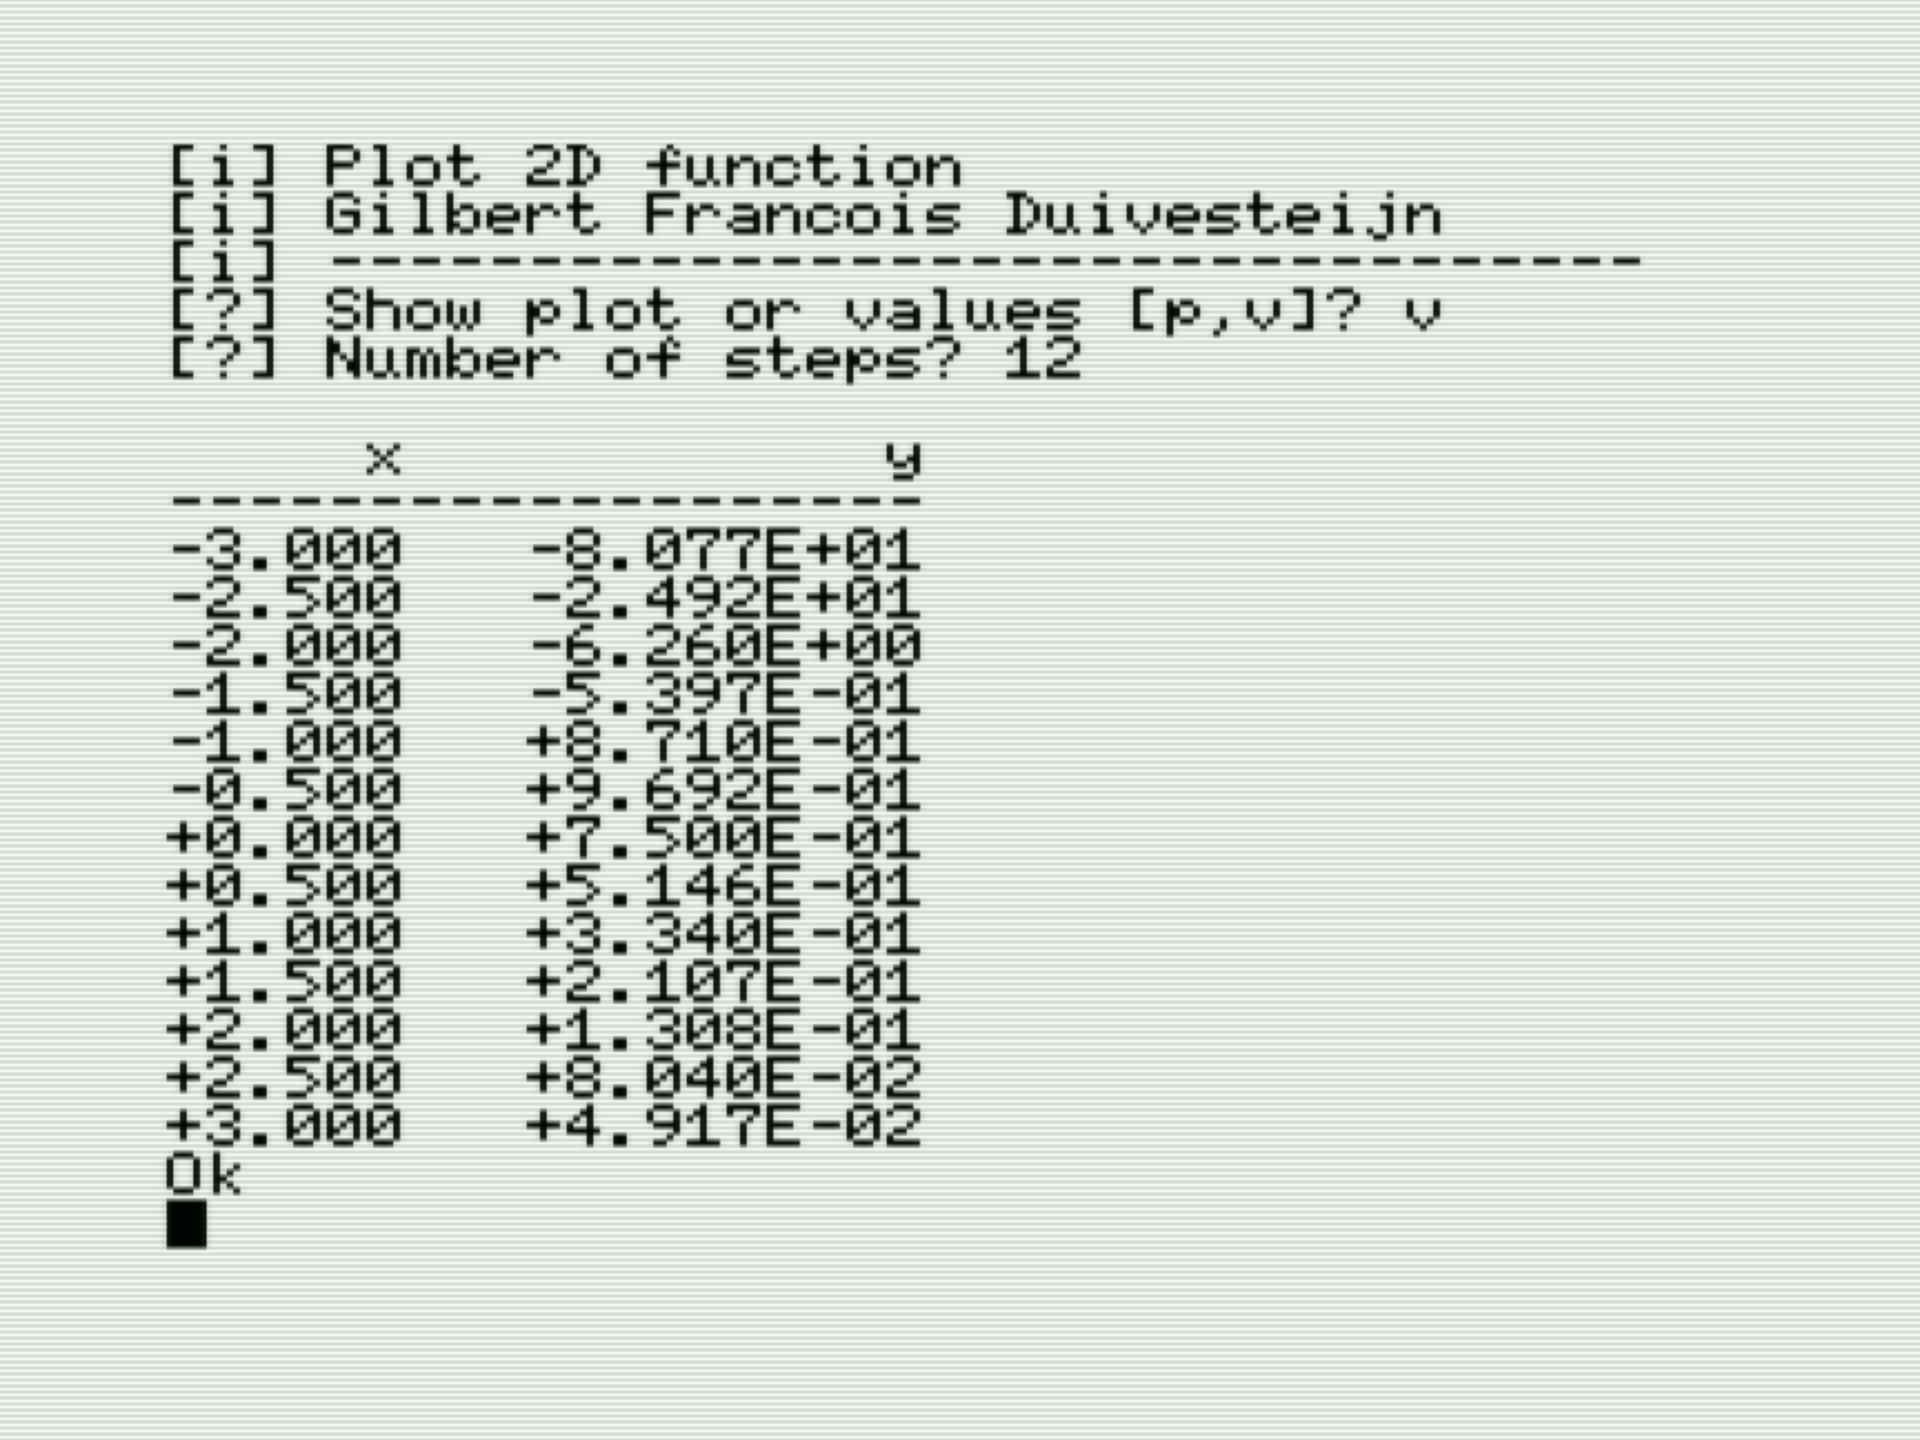 [i] Plot 2D function
[i] Gilbert Francois Duivesteijn
[i] ---------------------------------
[?] Show plot or values [p,v]? v
[?] Number of steps? 12
x y
-------------------
-3.000 -8.077E+01
-2.500 -2.492E+01
-2.000 -6.260E+00
-1.500 -5.397E-01
-1.000 +8.710E-01
-0.500 +9.692E-01
+0.000 +7.500E-01
+0.500 +5.146E-01
+1.000 +3.340E-01
+1.500 +2.107E-01
+2.000 +1.308E-01
+2.500 +8.040E-02
+3.000 +4.917E-02
Ok